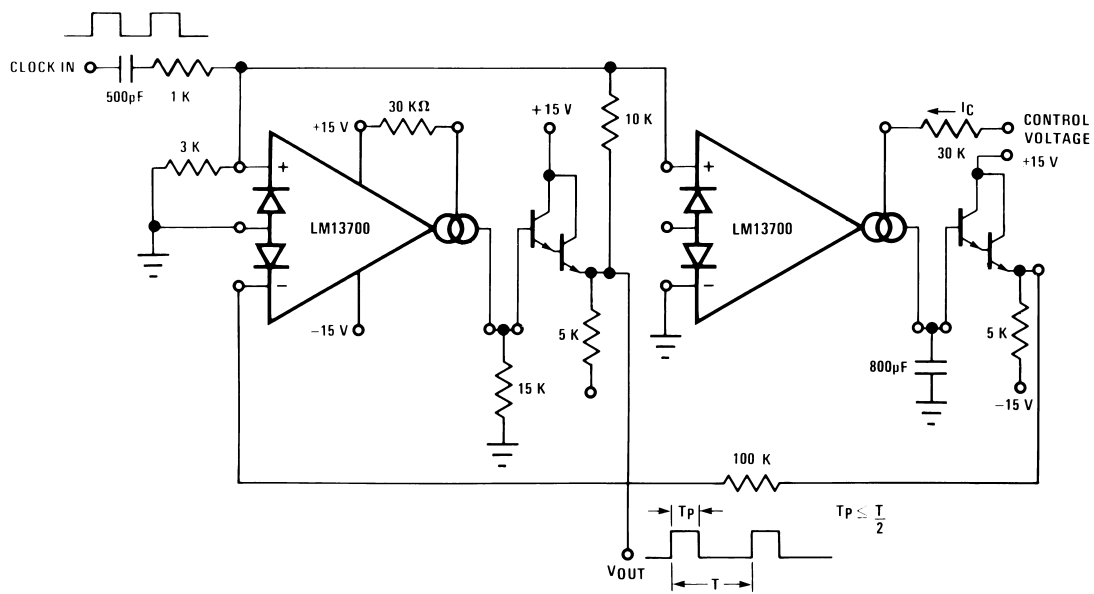 CLOCK IN
500pF
1 K
3 K
+15 V
30 KΩ
+
LM13700
−
−15 V
+15 V
10 K
5 K
15 K
+
LM13700
−
IC
30 K
CONTROL
VOLTAGE
+15 V
5 K
800pF
−15 V
100 K
TP
TP ≤ T/2
VOUT
T